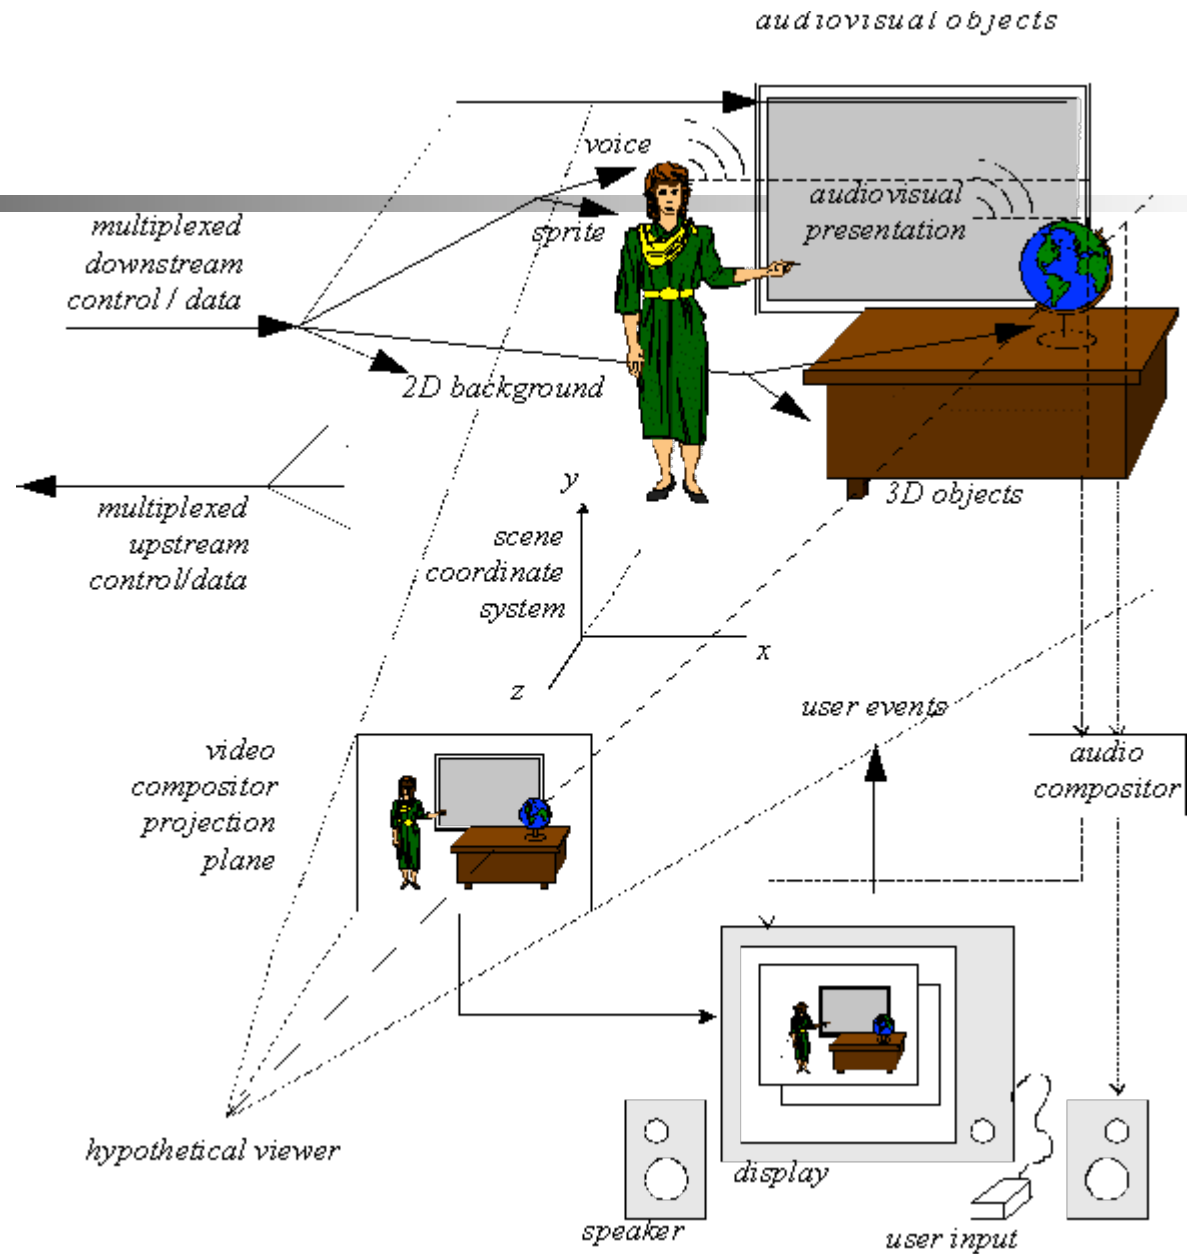 audiovisual objects
voice
sprite
audiovisual
presentation
multiplexed
downstream
control / data
2D background
3D objects
multiplexed
upstream
control/data
y
scene
coordinate
system
x
z
user events
video
compositor
projection
plane
audio
compositor
hypothetical viewer
display
speaker
user input